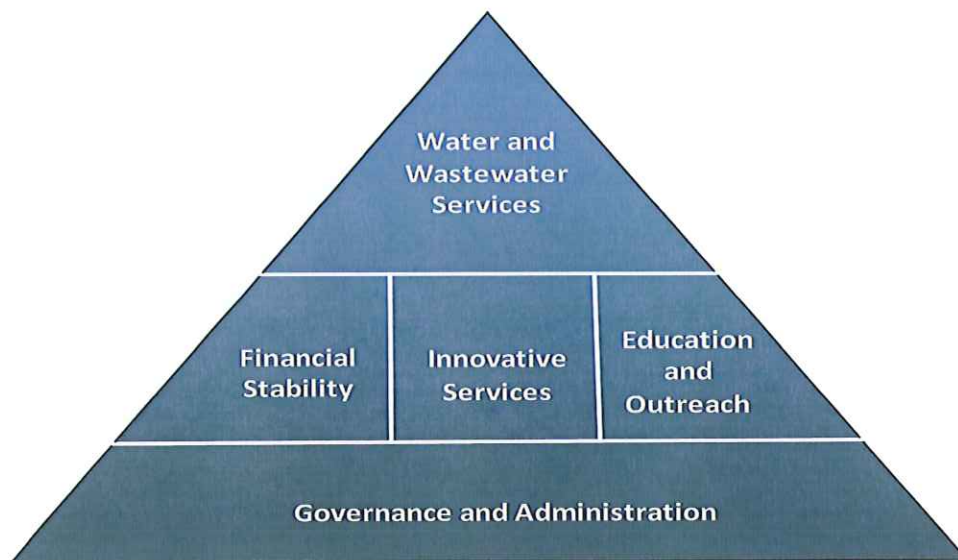 Water and
Wastewater
Services
Financial
Stability
Innovative
Services
Education
and
Outreach
Governance and Administration